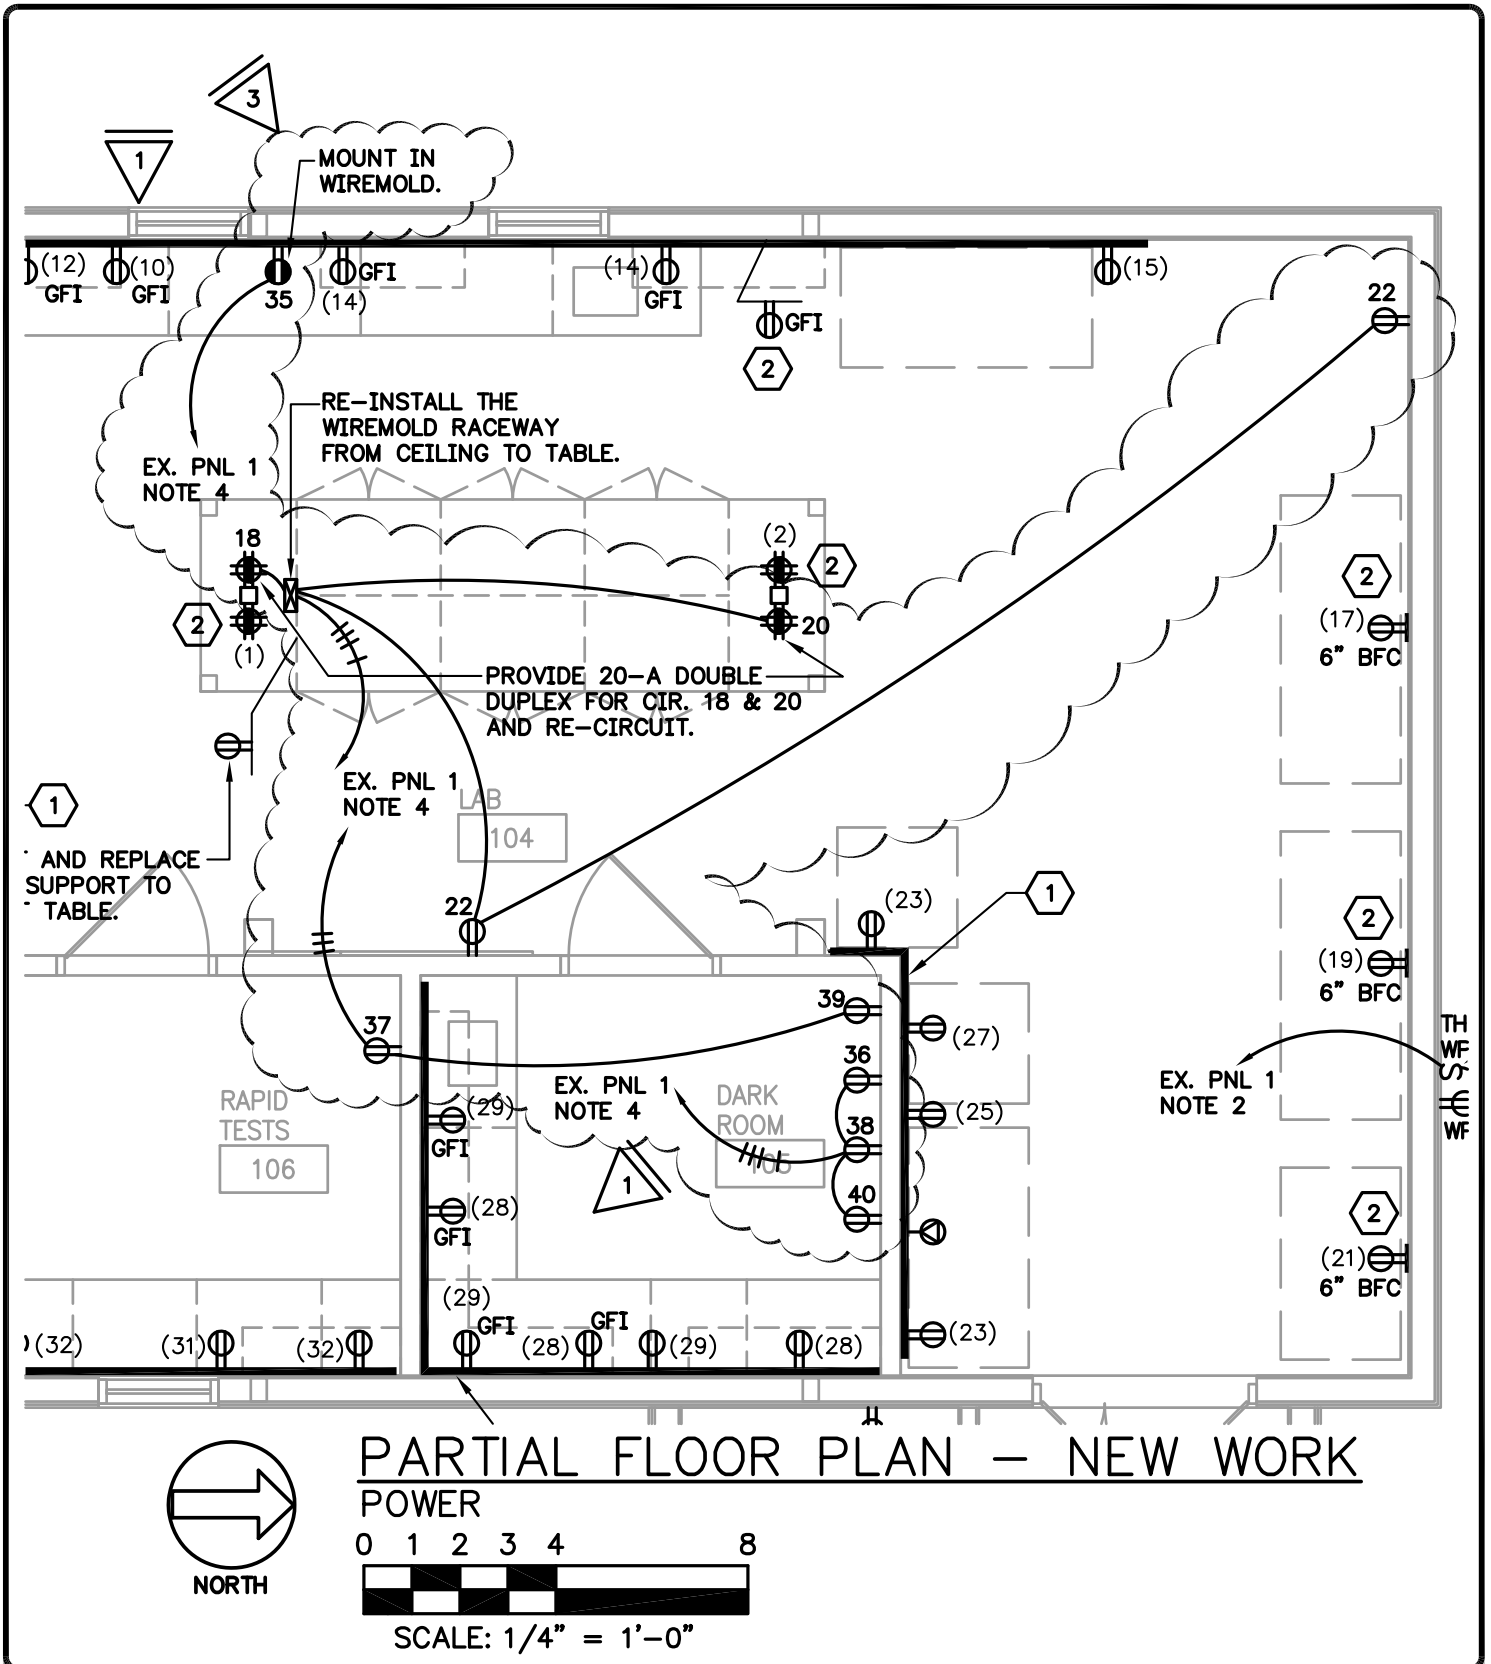 3
1
MOUNT IN
WIREMOLD.
(12)
GFI
(10)
GFI
35
GFI
(14)
(14)
GFI
GFI
2
(15)
22
RE-INSTALL THE
WIREMOLD RACEWAY
FROM CEILING TO TABLE.
EX. PNL 1
NOTE 4
18
(2)
2
2
(1)
20
2
(17)
6" BFC
PROVIDE 20-A DOUBLE
DUPLEX FOR CIR. 18 & 20
AND RE-CIRCUIT.
EX. PNL 1
NOTE 4
LAB
104
1
AND REPLACE
SUPPORT TO
TABLE.
22
(23)
1
2
(19)
6" BFC
37
39
36
38
40
(27)
(25)
EX. PNL 1
NOTE 4
DARK
ROOM
105
RAPID
TESTS
106
(29)
GFI
(28)
GFI
1
EX. PNL 1
NOTE 2
TH
WP
WP
2
(21)
6" BFC
(32)
(31)
(32)
(29)
GFI
GFI
(28)
(29)
(28)
(23)
PARTIAL FLOOR PLAN - NEW WORK
POWER
0 1 2 3 4 8
SCALE: 1/4" = 1'-0"
NORTH